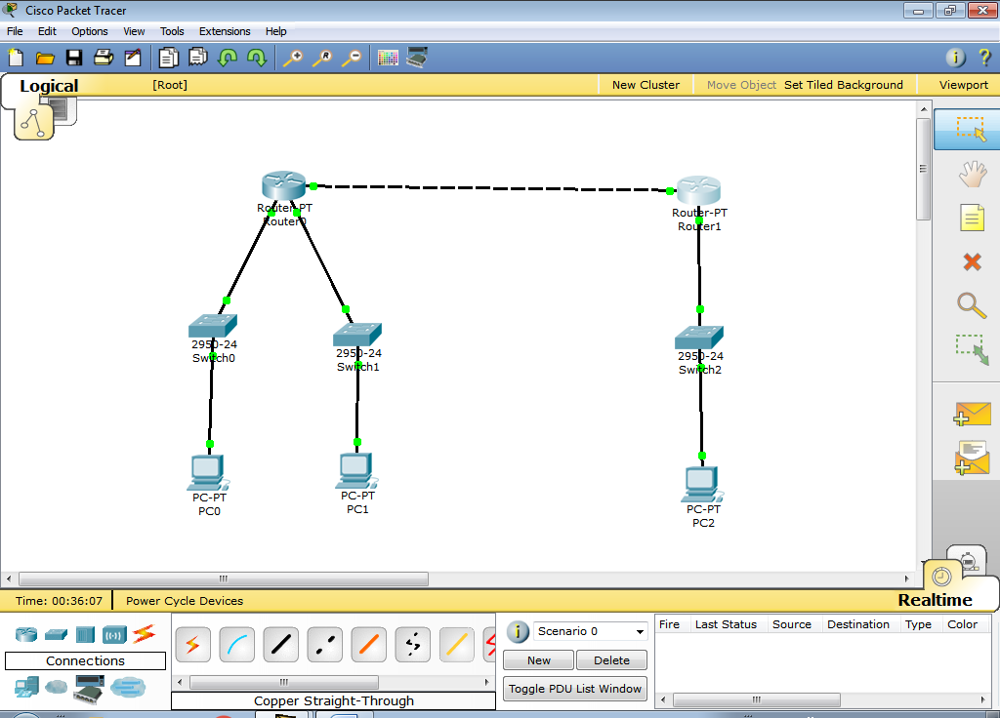 Cisco Packet Tracer
File Edit Options View Tools Extensions Help
Logical [Root] New Cluster Move Object Set Tiled Background Viewport
Router-PT
Router0
Router-PT
Router1
2950-24
Switch0
2950-24
Switch1
2950-24
Switch2
PC-PT
PC0
PC-PT
PC1
PC-PT
PC2
Time: 00:36:07 Power Cycle Devices
Realtime
Connections
Copper Straight-Through
Scenario 0
New Delete
Toggle PDU List Window
Fire Last Status Source Destination Type Color